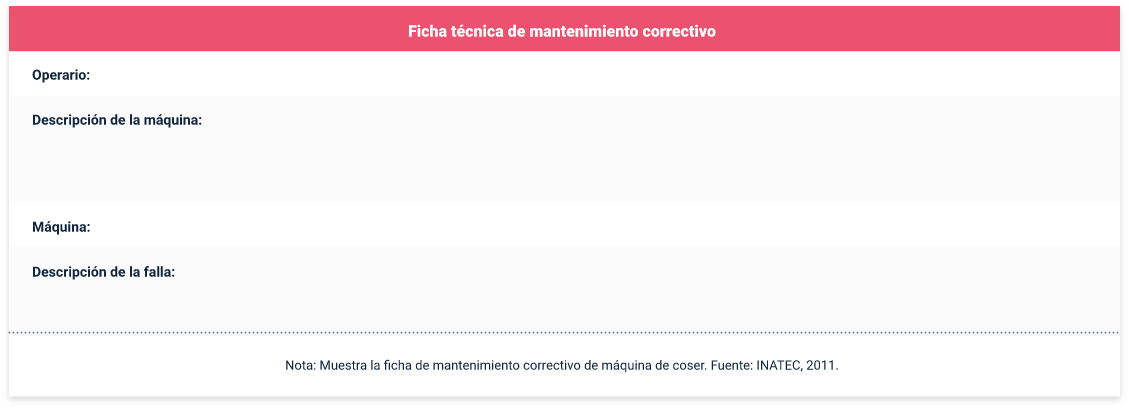 Ficha técnica de mantenimiento correctivo
Operario:
Descripción de la máquina:
Máquina:
Descripción de la falla:
Nota: Muestra la ficha de mantenimiento correctivo de máquina de coser. Fuente: INATEC, 2011.